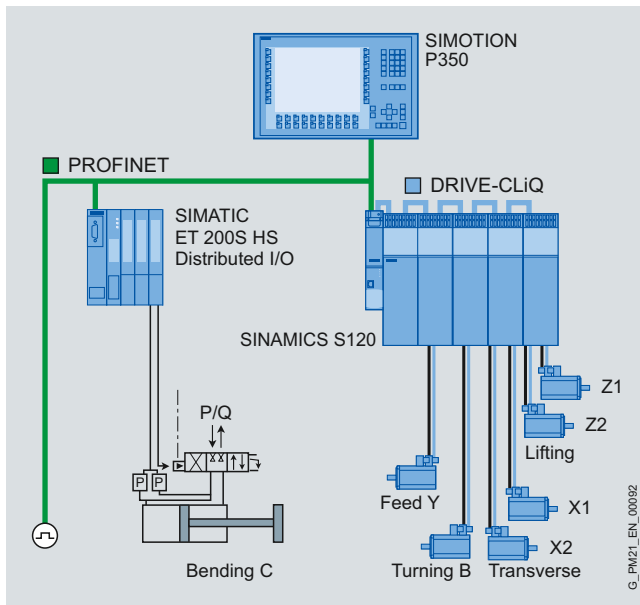 SIMOTION
P350
PROFINET
DRIVE-CLiQ
SIMATIC
ET 200S HS
Distributed I/O
SINAMICS S120
P/Q
P
P
Z1
Z2
Lifting
Feed Y
X1
X2
Bending C
Turning B
Transverse
G_PM21_EN_00092